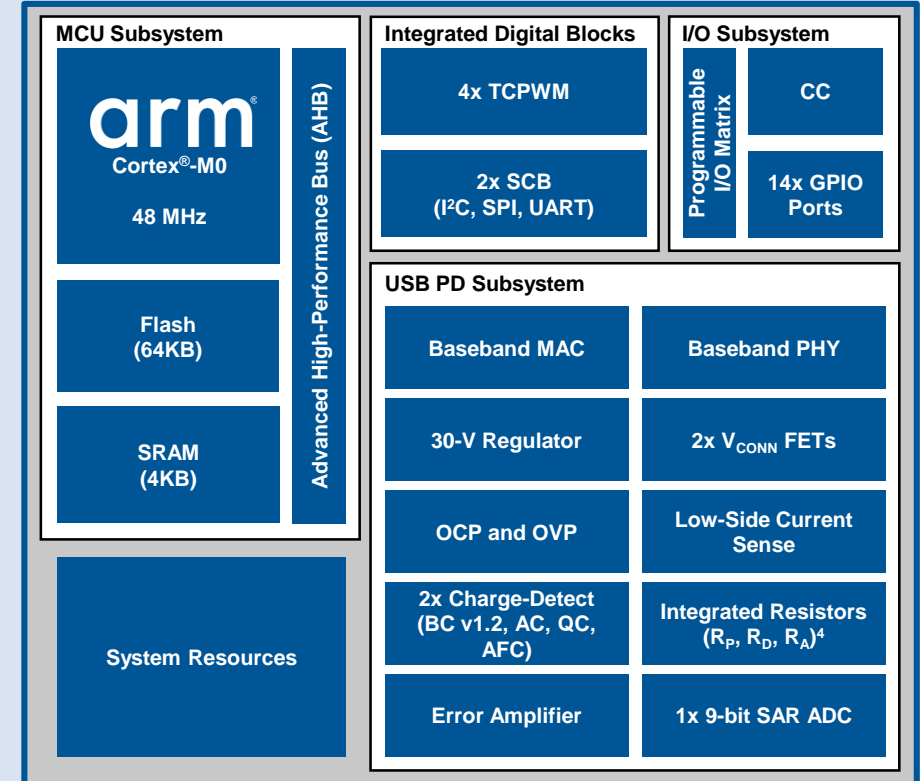 MCU Subsystem
arm®
Cortex®-M0
48 MHz
Flash
(64KB)
SRAM
(4KB)
Advanced High-Performance Bus (AHB)
System Resources
Integrated Digital Blocks
4x TCPWM
2x SCB
(I²C, SPI, UART)
I/O Subsystem
Programmable
I/O Matrix
CC
14x GPIO
Ports
USB PD Subsystem
Baseband MAC
Baseband PHY
30-V Regulator
2x VCONN FETs
OCP and OVP
Low-Side Current
Sense
2x Charge-Detect
(BC v1.2, AC, QC,
AFC)
Integrated Resistors
(RP, RD, RA)⁴
Error Amplifier
1x 9-bit SAR ADC